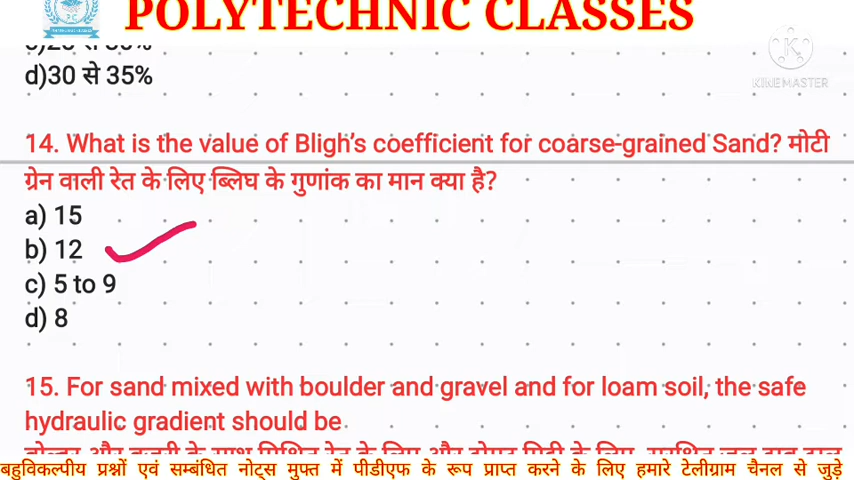 POLYTECHNIC CLASSES
KINEMASTER
d)30 से 35%
14. What is the value of Bligh's coefficient for coarse-grained Sand? मोटी
ग्रेन वाली रेत के लिए ब्लिघ के गुणांक का मान क्या है?
a) 15
b) 12
c) 5 to 9
d) 8
15. For sand mixed with boulder and gravel and for loam soil, the safe
hydraulic gradient should be
बहुविकल्पीय प्रश्नों एवं सम्बंधित नोट्स मुफ्त में पीडीएफ के रूप प्राप्त करने के लिए हमारे टेलीग्राम चैनल से जुड़े